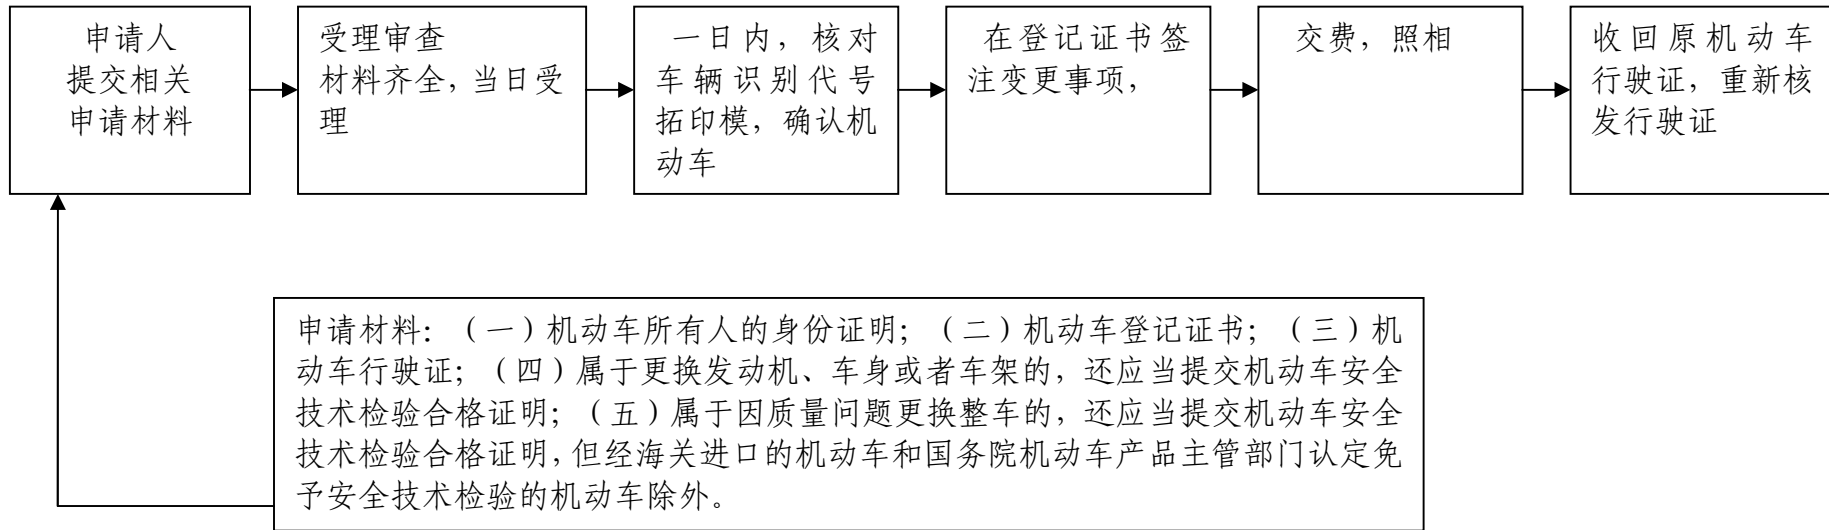 申请人
提交相关
申请材料
受理审查
材料齐全，当日受
理
一日内，核对
车辆识别代号
拓印模，确认机
动车
在登记证书签
注变更事项，
交费，照相
收回原机动车
行驶证，重新核
发行驶证
申请材料：（一）机动车所有人的身份证明；（二）机动车登记证书；（三）机
动车行驶证；（四）属于更换发动机、车身或者车架的，还应当提交机动车安全
技术检验合格证明；（五）属于因质量问题更换整车的，还应当提交机动车安全
技术检验合格证明，但经海关进口的机动车和国务院机动车产品主管部门认定免
予安全技术检验的机动车除外。